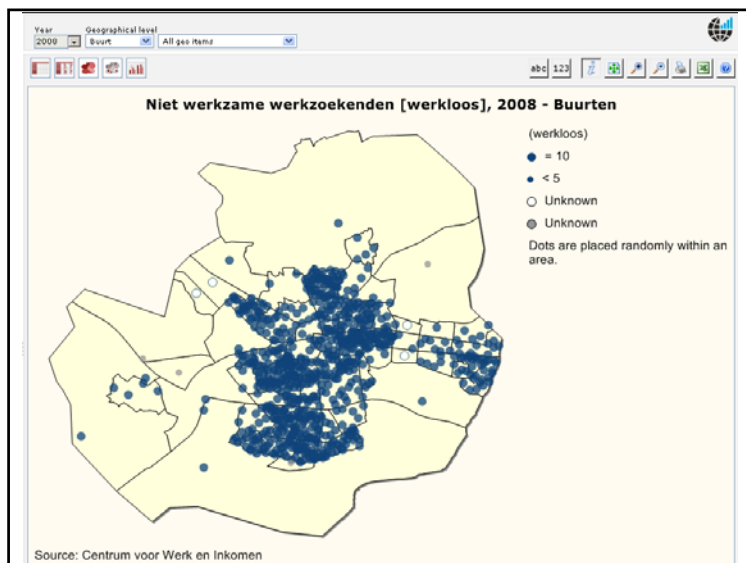 Year Geographical level
2008 Buurt All geo items
abc 123
Niet werkzame werkzoekenden [werkloos], 2008 - Buurten
(werkloos)
= 10
< 5
Unknown
Unknown
Dots are placed randomly within an
area.
Source: Centrum voor Werk en Inkomen